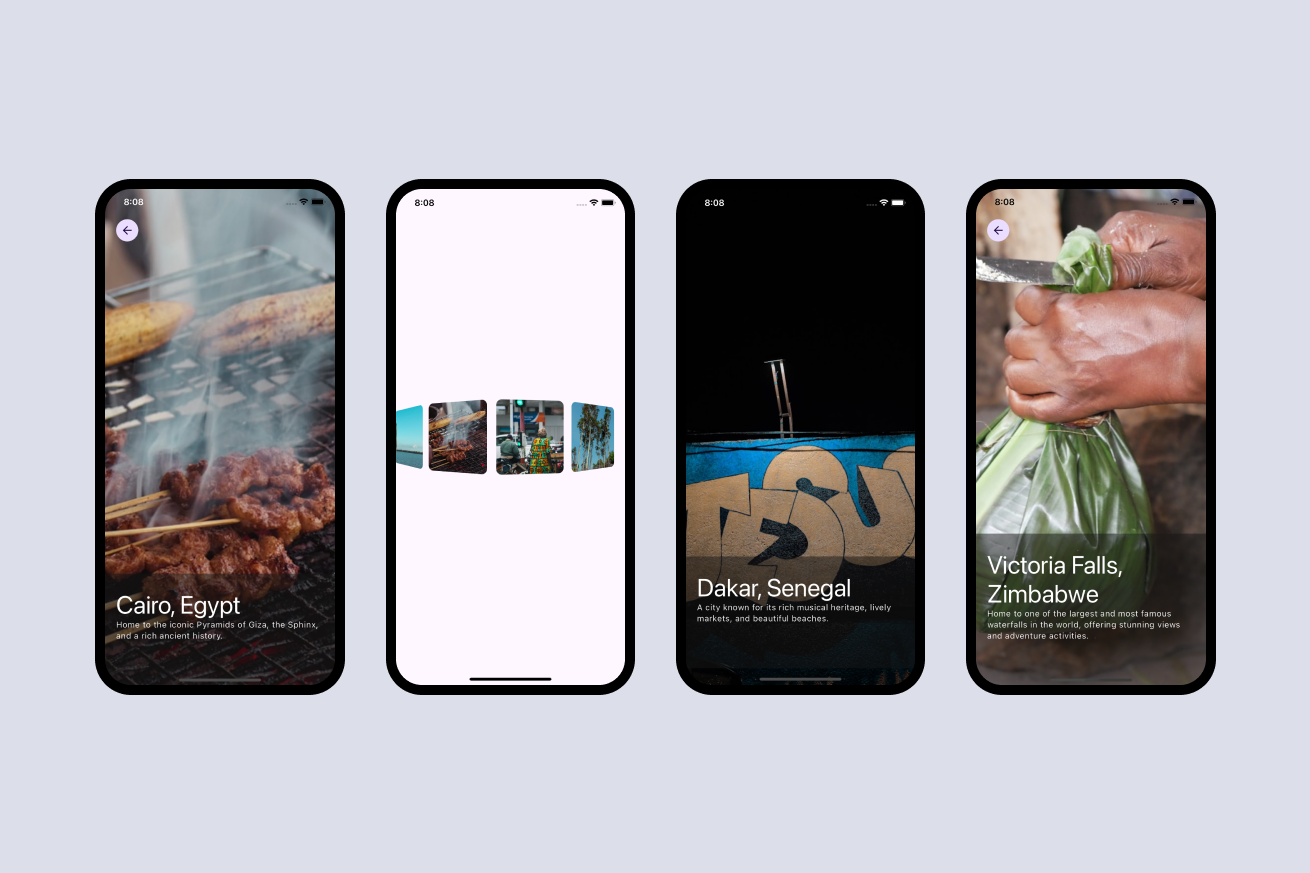 8:08
Cairo, Egypt
Home to the iconic Pyramids of Giza, the Sphinx,
and a rich ancient history.
8:08
8:08
Dakar, Senegal
A city known for its rich musical heritage, lively
markets, and beautiful beaches.
8:08
Victoria Falls,
Zimbabwe
Home to one of the largest and most famous
waterfalls in the world, offering stunning views
and adventure activities.